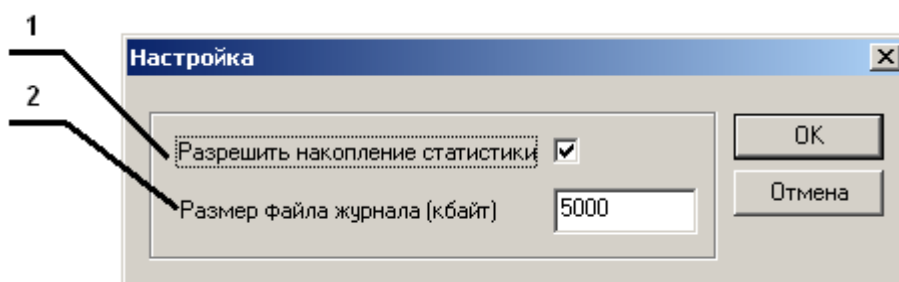 1
Настройка
2
Разрешить накопление статистики
OK
Размер файла журнала (кбайт) 5000
Отмена